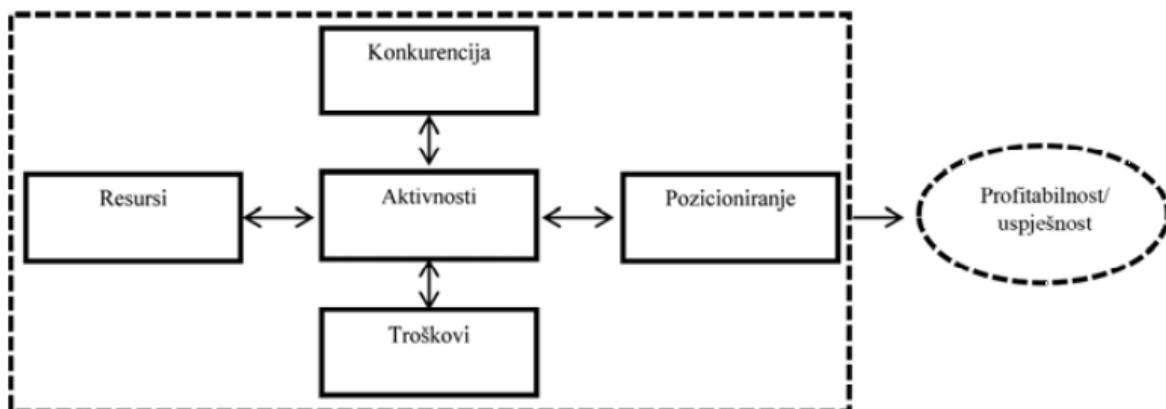 Konkurencija
Resursi
Aktivnosti
Pozicioniranje
Profitabilnost/
uspješnost
Troškovi